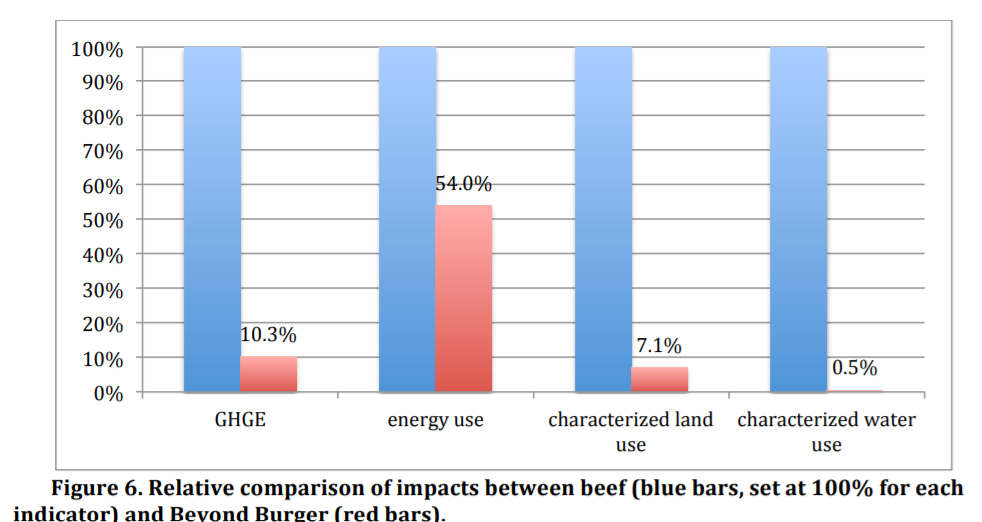 100%
90%
80%
70%
60%
50%
40%
30%
20%
10%
0%
10.3%
54.0%
7.1%
0.5%
GHGE
energy use
characterized land
use
characterized water
use
Figure 6. Relative comparison of impacts between beef (blue bars, set at 100% for each
indicator) and Beyond Burger (red bars).